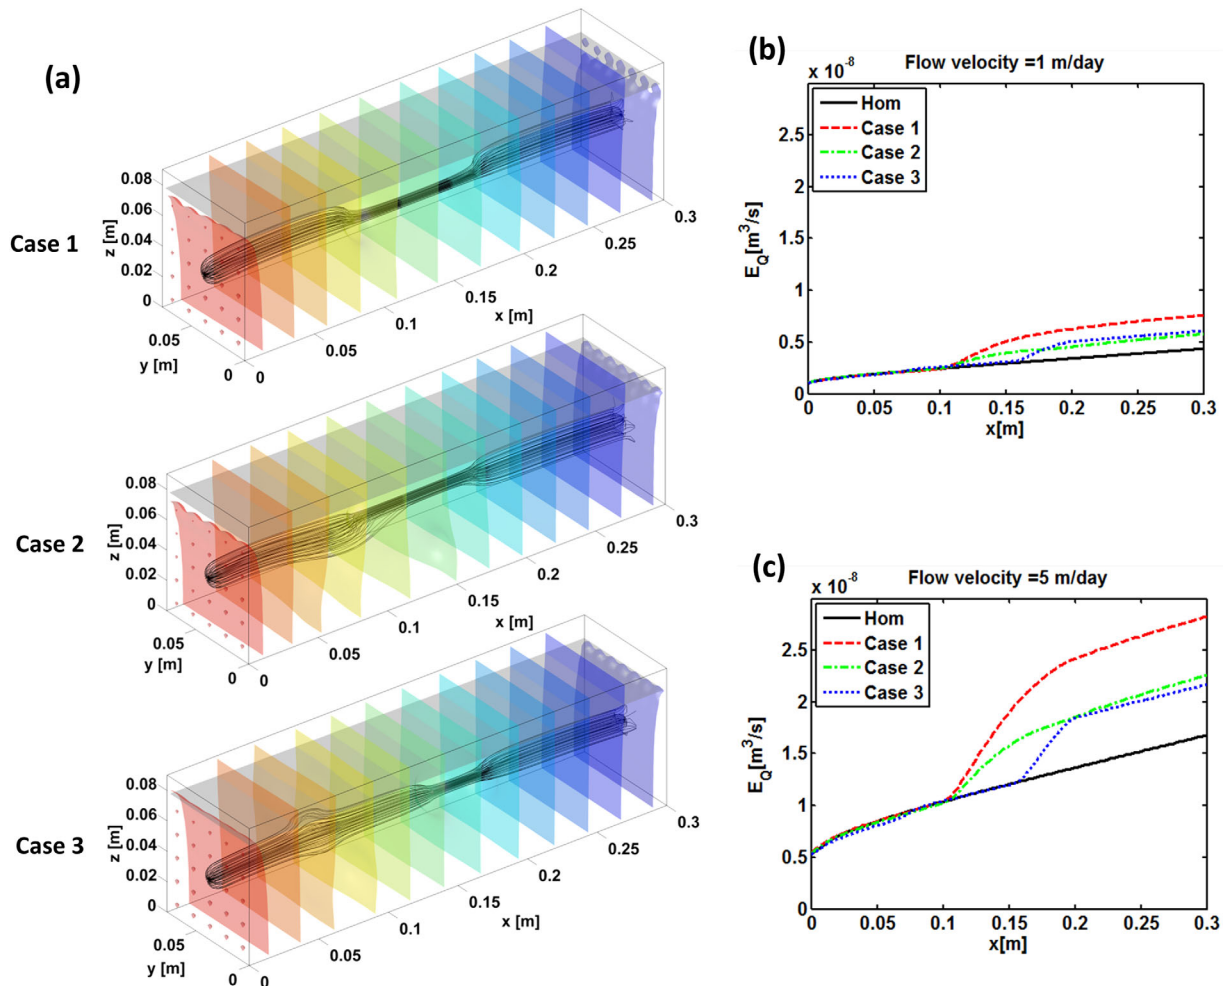 (a)
Case 1
0.08
0.06
0.04
0.02
0
z [m]
0.05
0
y [m]
0
0.05
0.1
0.15
0.2
0.25
0.3
x [m]
Case 2
0.08
0.06
0.04
0.02
0
z [m]
0.05
0
y [m]
0
0.05
0.1
0.15
0.2
0.25
0.3
x [m]
Case 3
0.08
0.06
0.04
0.02
0
z [m]
0.05
0
y [m]
0
0.05
0.1
0.15
0.2
0.25
0.3
x [m]
(b)
x 10⁻⁸
Flow velocity =1 m/day
Hom
Case 1
Case 2
Case 3
2.5
2
1.5
1
0.5
0
E_Q[m³/s]
0 0.05 0.1 0.15 0.2 0.25 0.3
x[m]
(c)
x 10⁻⁸
Flow velocity =5 m/day
Hom
Case 1
Case 2
Case 3
2.5
2
1.5
1
0.5
0
E_Q[m³/s]
0 0.05 0.1 0.15 0.2 0.25 0.3
x[m]